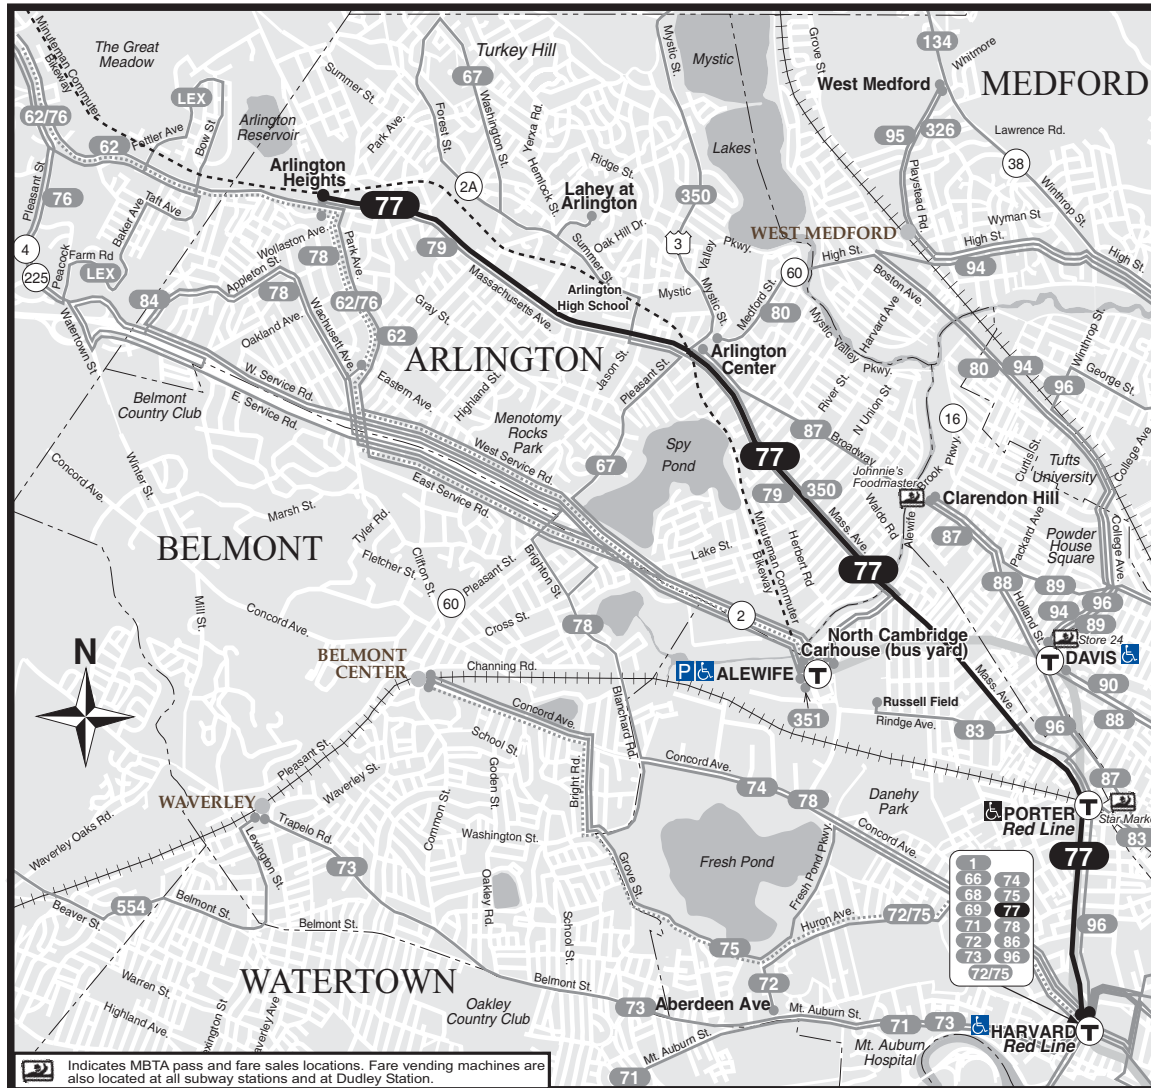 The Great
Meadow
Minuteman Commute
Bikeway
Turkey Hill
Mystic
Lakes
Mystic St.
Grove St.
134
Whitmore
West Medford
MEDFORD
95
326
Lawrence Rd.
38
Winthrop St.
Playstead Rd.
Wyman St
High St.
High St.
High St.
94
LEX
62/76
62
Fottler Ave
Bow St
Arlington
Reservoir
Summer St.
Park Ave.
67
Forest St.
Washington St.
Yerxa Rd.
Hemlock St.
Ridge St.
2A
350
Arlington
Heights
77
Lahey at
Arlington
Oak Hill Dr.
3
Pleasant St
76
Taft Ave
Baker Ave
4
225
Peacock
Farm Rd
LEX
Wollaston Ave.
78
Park Ave.
79
Summer St.
Valley
Pkwy.
WEST MEDFORD
60
Boston Ave.
84
Appleton St.
78
62/76
Massachusetts Ave.
Arlington
High School
Mystic
Mystic St.
Medford St.
80
Mystic Valley
Pkwy.
Harvard Ave
Watertown St
Oakland Ave.
Wachusett Ave.
62
Gray St.
ARLINGTON
Jason St.
Pleasant St.
Arlington
Center
River St.
N Union St.
80
94
96
Winthrop St
George St.
College Ave
Belmont
Country Club
W. Service Rd.
E. Service Rd.
Eastern Ave.
Highland St.
Menotomy
Rocks
Park
Spy
Pond
67
87
Broadway
77
16
Concord Ave.
Winter St.
West Service Rd.
East Service Rd.
79
350
Johnnie's
Foodmaster
Alewife
Brook
Pkwy.
Clarendon Hill
Curtis St.
Tufts
University
Packard Ave
Powder
House
Square
College Ave.
Marsh St.
Tyler Rd.
BELMONT
Fletcher St.
Clifton St.
Pleasant St.
60
Brighton St.
Lake St.
Minuteman Commute
Bikeway
Herbert Rd
Mass. Ave.
Waldo Rd
77
87
88
89
Holland St.
94
96
89
Store 24
Mill St.
Concord Ave.
Cross St.
78
2
North Cambridge
Carhouse (bus yard)
T
DAVIS
N
BELMONT
CENTER
Channing Rd.
P
ALEWIFE
T
351
Russell Field
Rindge Ave.
83
Mass. Ave.
90
88
96
87
Concord Ave.
School St.
Blanchard Rd.
Pleasant St.
Waverley St.
Goden St.
Bright Rd.
Concord Ave.
74
78
Danehy
Park
Concord Ave.
T
PORTER
Red Line
Star Marke
83
WAVERLEY
Waverley Oaks Rd.
Trapelo Rd.
Lexington St.
Common St.
Washington St.
73
Oakley Rd.
School St.
Grove St.
Fresh Pond
Fresh Pond Pkwy.
Huron Ave.
72/75
77
1
66
74
68
75
69
77
71
78
72
86
73
96
72/75
96
Beaver St.
554
Belmont St.
Belmont St.
75
72
WATERTOWN
Warren St.
Highland Ave.
Waverley Ave
Oakley
Country Club
Belmont St.
73
Aberdeen Ave
Mt. Auburn St.
71
73
Mt. Auburn St.
71
Mt. Auburn
Hospital
HARVARD
Red Line
T
Indicates MBTA pass and fare sales locations. Fare vending machines are
also located at all subway stations and at Dudley Station.